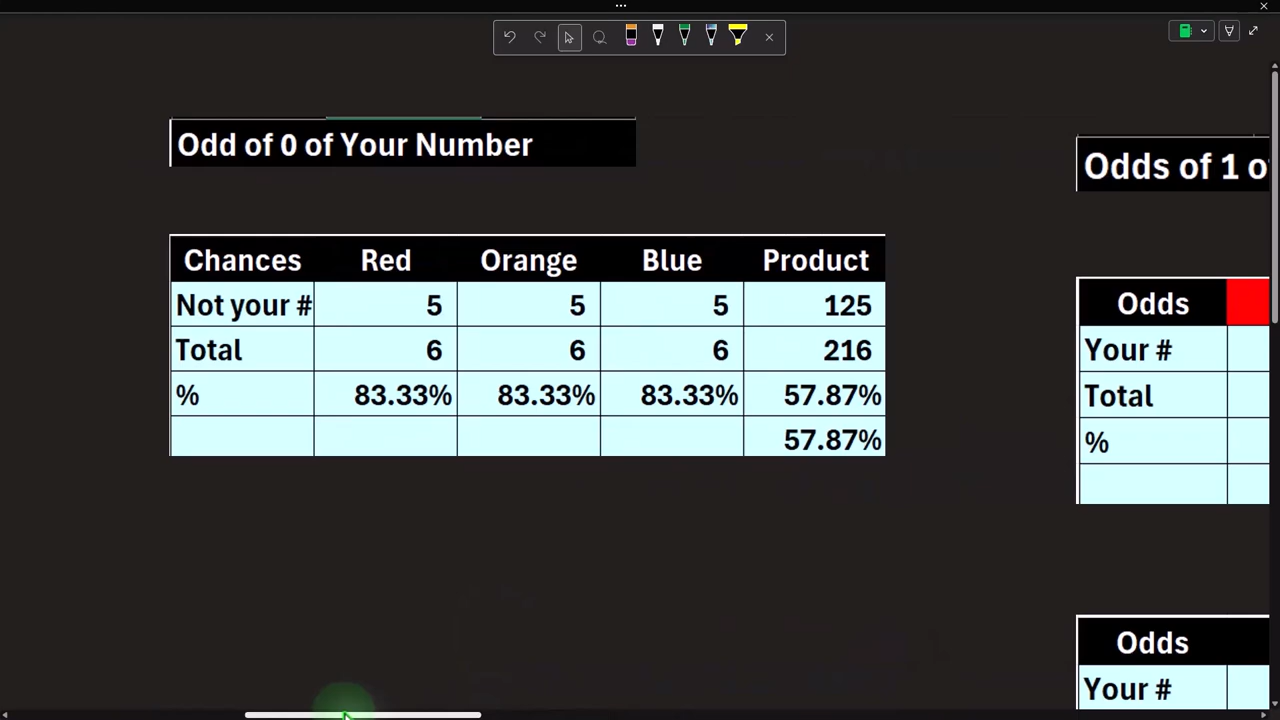 Odd of 0 of Your Number
Odds of 1 o
Chances Red Orange Blue Product
Not your # 5 5 5 125
Total 6 6 6 216
% 83.33% 83.33% 83.33% 57.87%
57.87%
Odds
Your #
Total
%
Odds
Your #